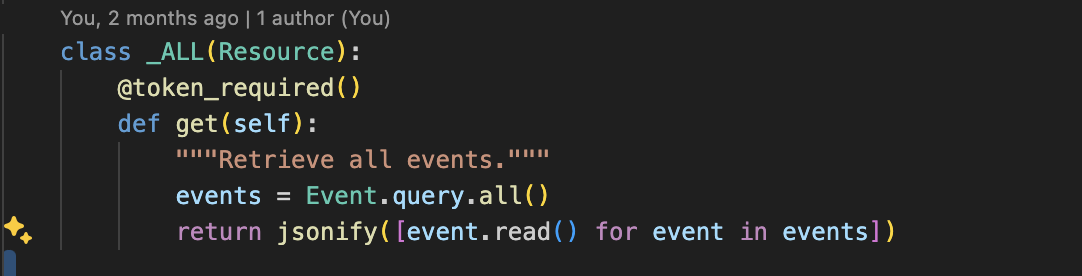 You, 2 months ago | 1 author (You)
class _ALL(Resource):
    @token_required()
    def get(self):
        """Retrieve all events."""
        events = Event.query.all()
        return jsonify([event.read() for event in events])